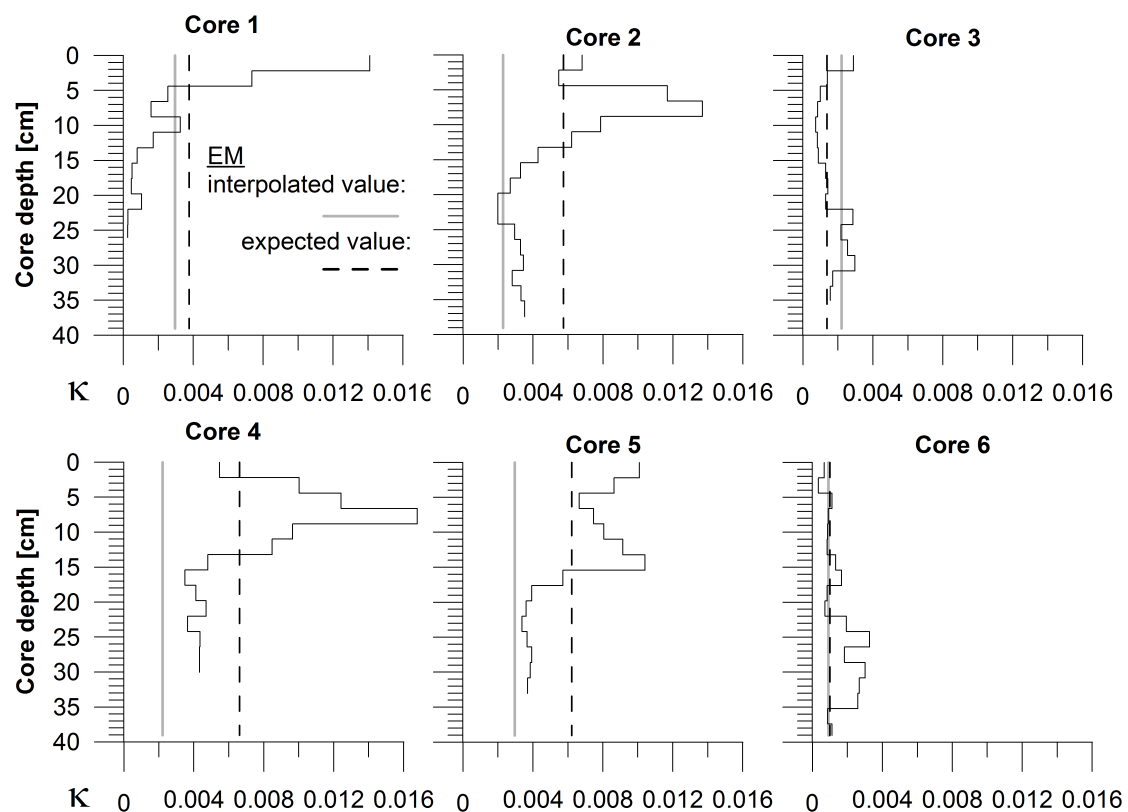 Core 1
Core 2
Core 3
Core depth [cm]
0
5
10
15
20
25
30
35
40
EM
interpolated value:
expected value:
κ
0 0.004 0.008 0.012 0.016
0 0.004 0.008 0.012 0.016
0 0.004 0.008 0.012 0.016
Core 4
Core 5
Core 6
Core depth [cm]
0
5
10
15
20
25
30
35
40
κ
0 0.004 0.008 0.012 0.016
0 0.004 0.008 0.012 0.016
0 0.004 0.008 0.012 0.016